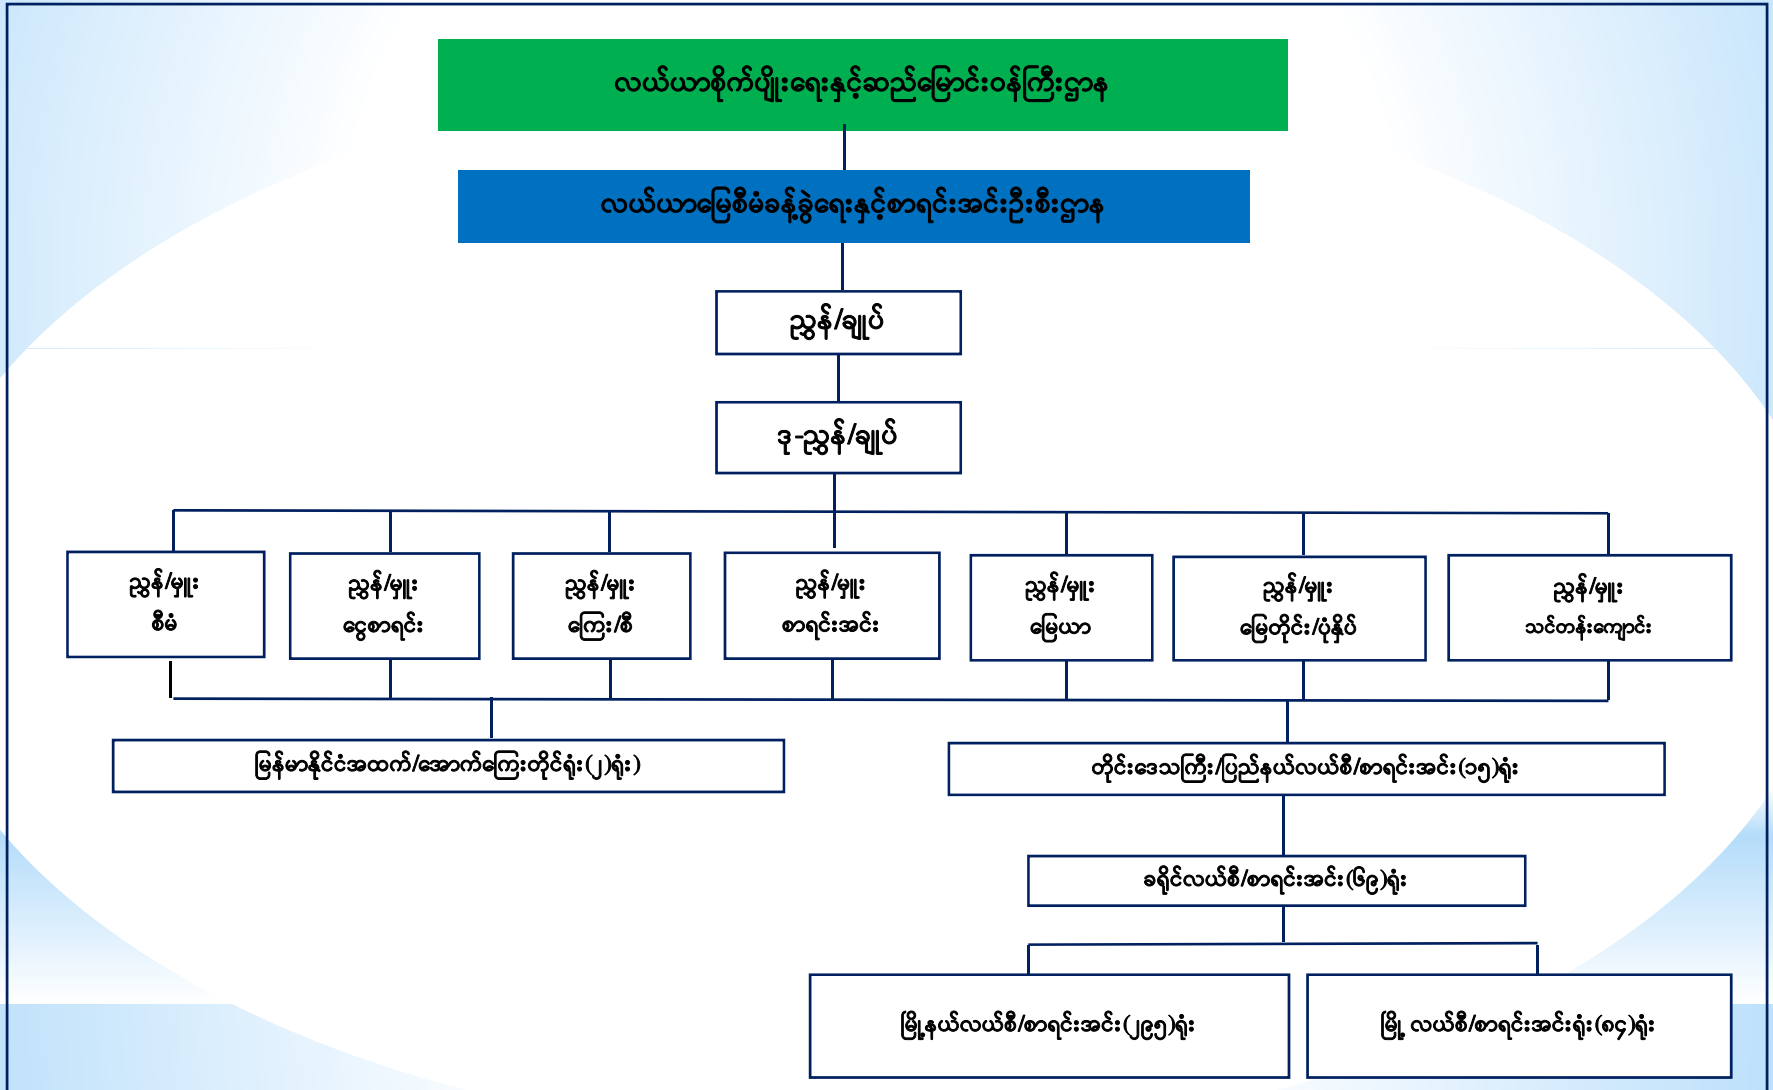 လယ်ယာစိုက်ပျိုးရေးနှင့်ဆည်မြောင်းဝန်ကြီးဌာန
လယ်ယာမြေစီမံခန့်ခွဲရေးနှင့်စာရင်းအင်းဦးစီးဌာန
ညွှန်/ချုပ်
ဒု-ညွှန်/ချုပ်
ညွှန်/မှူး
စီမံ
ညွှန်/မှူး
ငွေစာရင်း
ညွှန်/မှူး
ကြေး/စီ
ညွှန်/မှူး
စာရင်းအင်း
ညွှန်/မှူး
မြေယာ
ညွှန်/မှူး
မြေတိုင်း/ပုံနှိပ်
ညွှန်/မှူး
သင်တန်းကျောင်း
မြန်မာနိုင်ငံအထက်/အောက်ကြေးတိုင်ရုံး(၂)ရုံး)
တိုင်းဒေသကြီး/ပြည်နယ်လယ်စီ/စာရင်းအင်း(၁၅)ရုံး
ခရိုင်လယ်စီ/စာရင်းအင်း(၆၉)ရုံး
မြို့နယ်လယ်စီ/စာရင်းအင်း(၂၉၅)ရုံး
မြို့ လယ်စီ/စာရင်းအင်းရုံး(၈၄)ရုံး